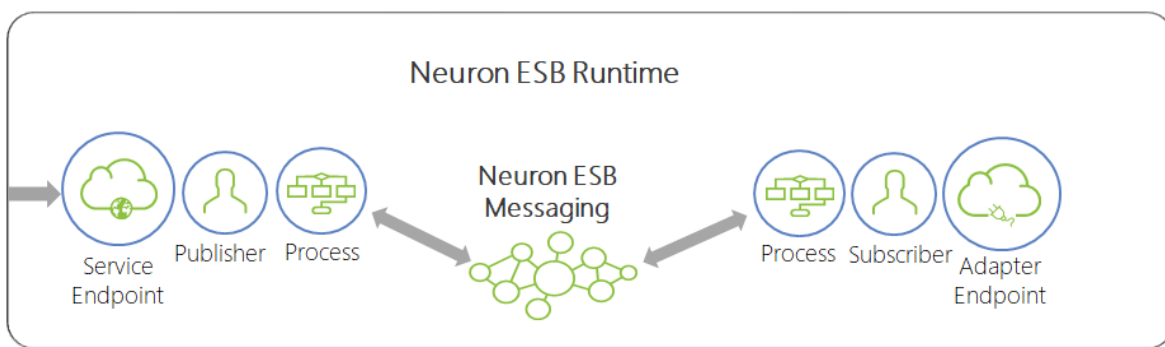 Neuron ESB Runtime
Neuron ESB
Messaging
Publisher
Process
Service
Endpoint
Process
Subscriber
Adapter
Endpoint